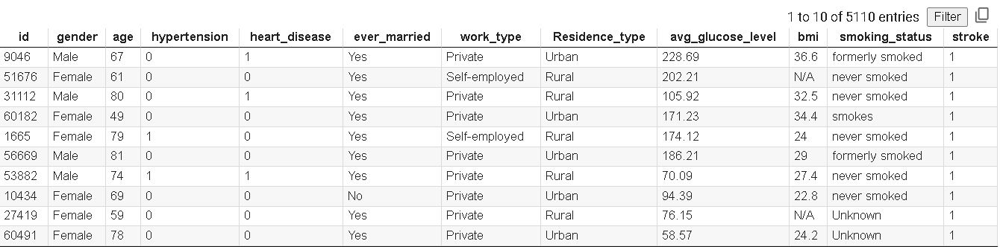 1 to 10 of 5110 entries Filter
id gender age hypertension heart_disease ever_married work_type Residence_type avg_glucose_level bmi smoking_status stroke
9046 Male 67 0 1 Yes Private Urban 228.69 36.6 formerly smoked 1
51676 Female 61 0 0 Yes Self-employed Rural 202.21 N/A never smoked 1
31112 Male 80 0 1 Yes Private Rural 105.92 32.5 never smoked 1
60182 Female 49 0 0 Yes Private Urban 171.23 34.4 smokes 1
1665 Female 79 1 0 Yes Self-employed Rural 174.12 24 never smoked 1
56669 Male 81 0 0 Yes Private Urban 186.21 29 formerly smoked 1
53882 Male 74 1 1 Yes Private Rural 70.09 27.4 never smoked 1
10434 Female 69 0 0 No Private Urban 94.39 22.8 never smoked 1
27419 Female 59 0 0 Yes Private Rural 76.15 N/A Unknown 1
60491 Female 78 0 0 Yes Private Urban 58.57 24.2 Unknown 1